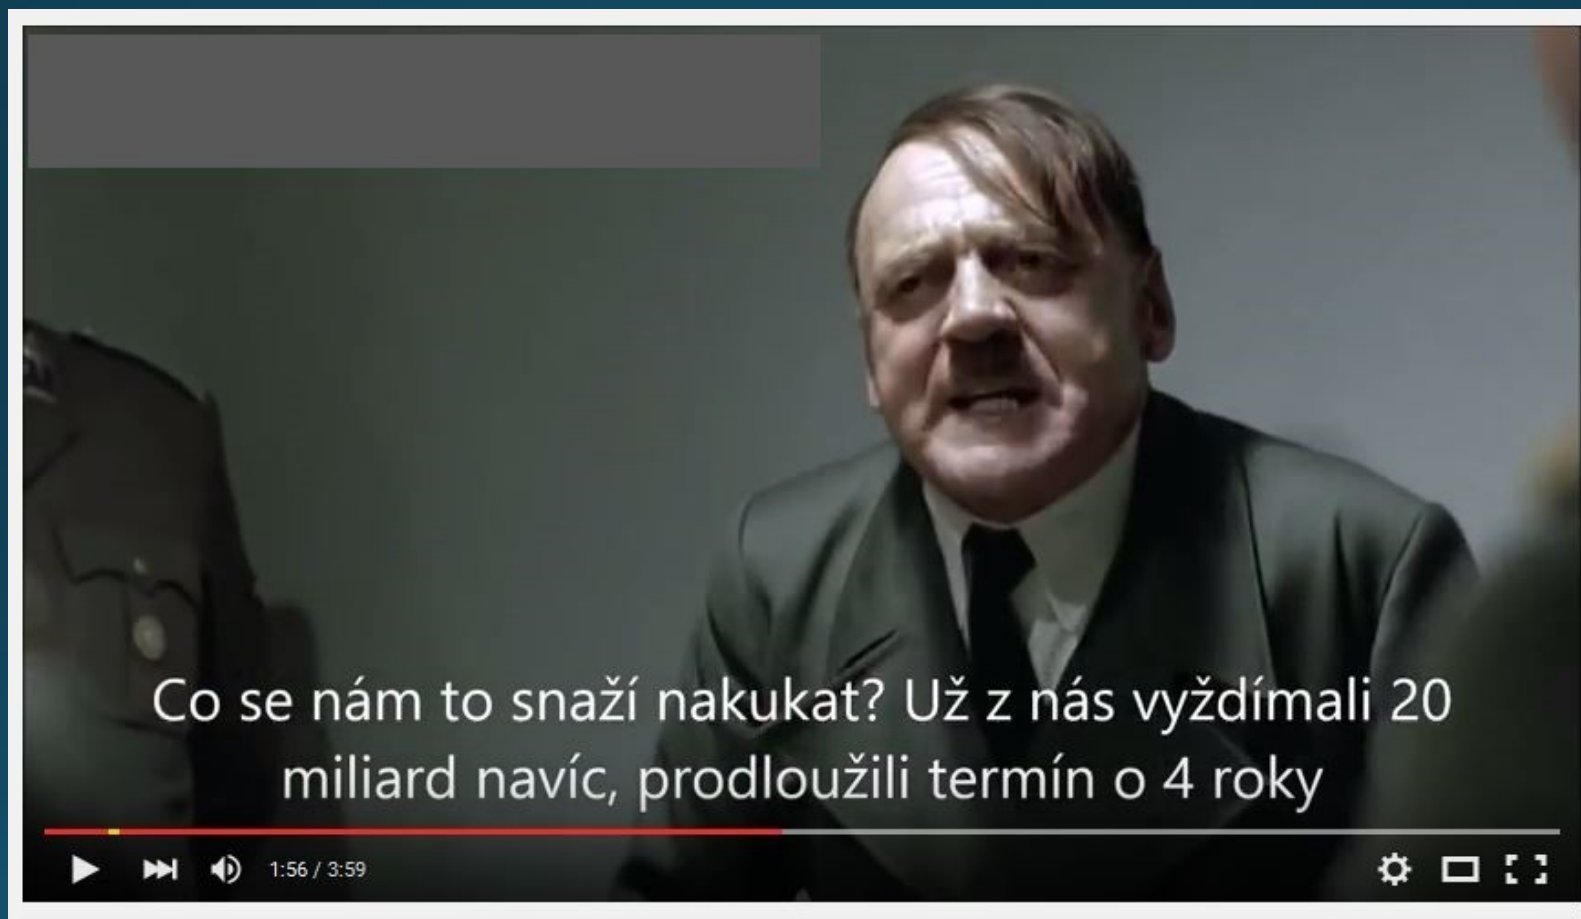 Co se nám to snaží nakukat? Už z nás vyždímali 20
miliard navíc, prodloužili termín o 4 roky
1:56 / 3:59